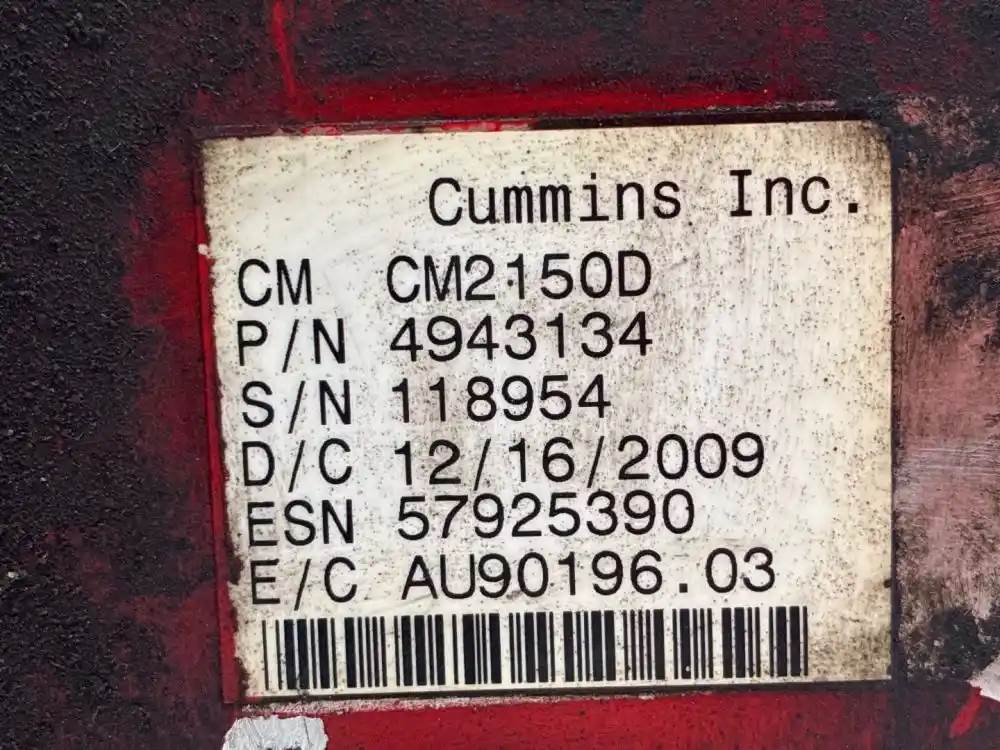 Cummins Inc.
CM CM2150D
P/N 4943134
S/N 118954
D/C 12/16/2009
ESN 57925390
E/C AU90196.03